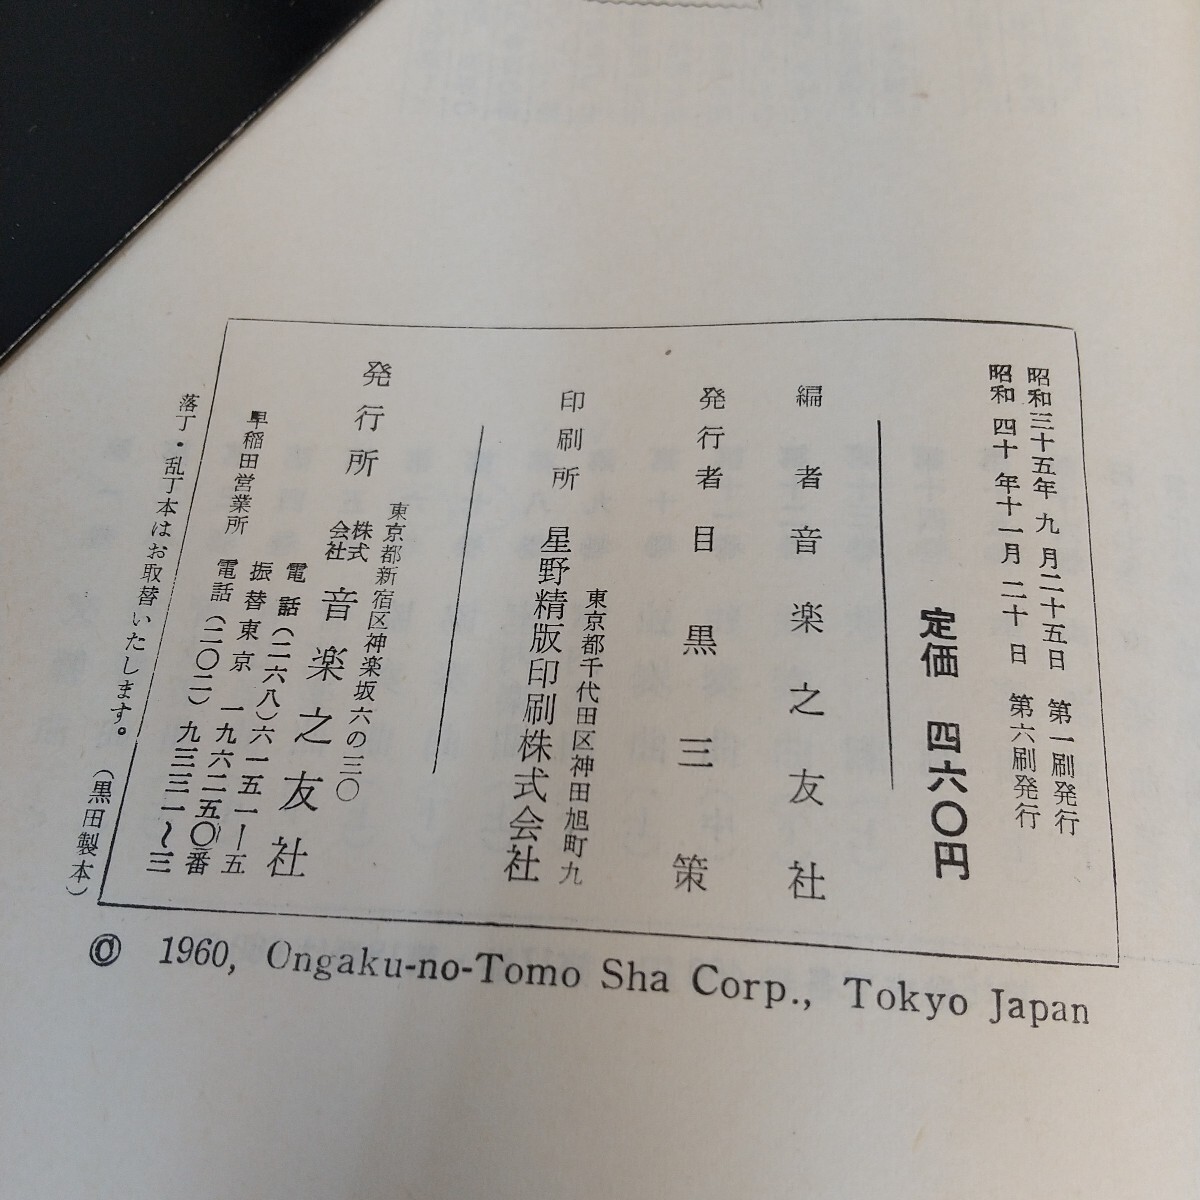 昭和三十五年 九 月二十五日 第一刷発行
昭和 四十 年十一月 二十 日 第六刷発行
定価 四六〇円
編者 音楽之友社
発行者 目黒三策
東京都千代田区神田旭町九
印刷所 星野精版印刷株式会社
東京都新宿区神楽坂六の三〇
発行所 株式会社 音楽之友社
電話(二六八)六一五一―五
振替東京 一九六二五〇番
早稲田営業所 電話(二〇二)九三三一~三
落丁・乱丁本はお取替いたします。
(黒田製本)
© 1960, Ongaku-no-Tomo Sha Corp., Tokyo Japan